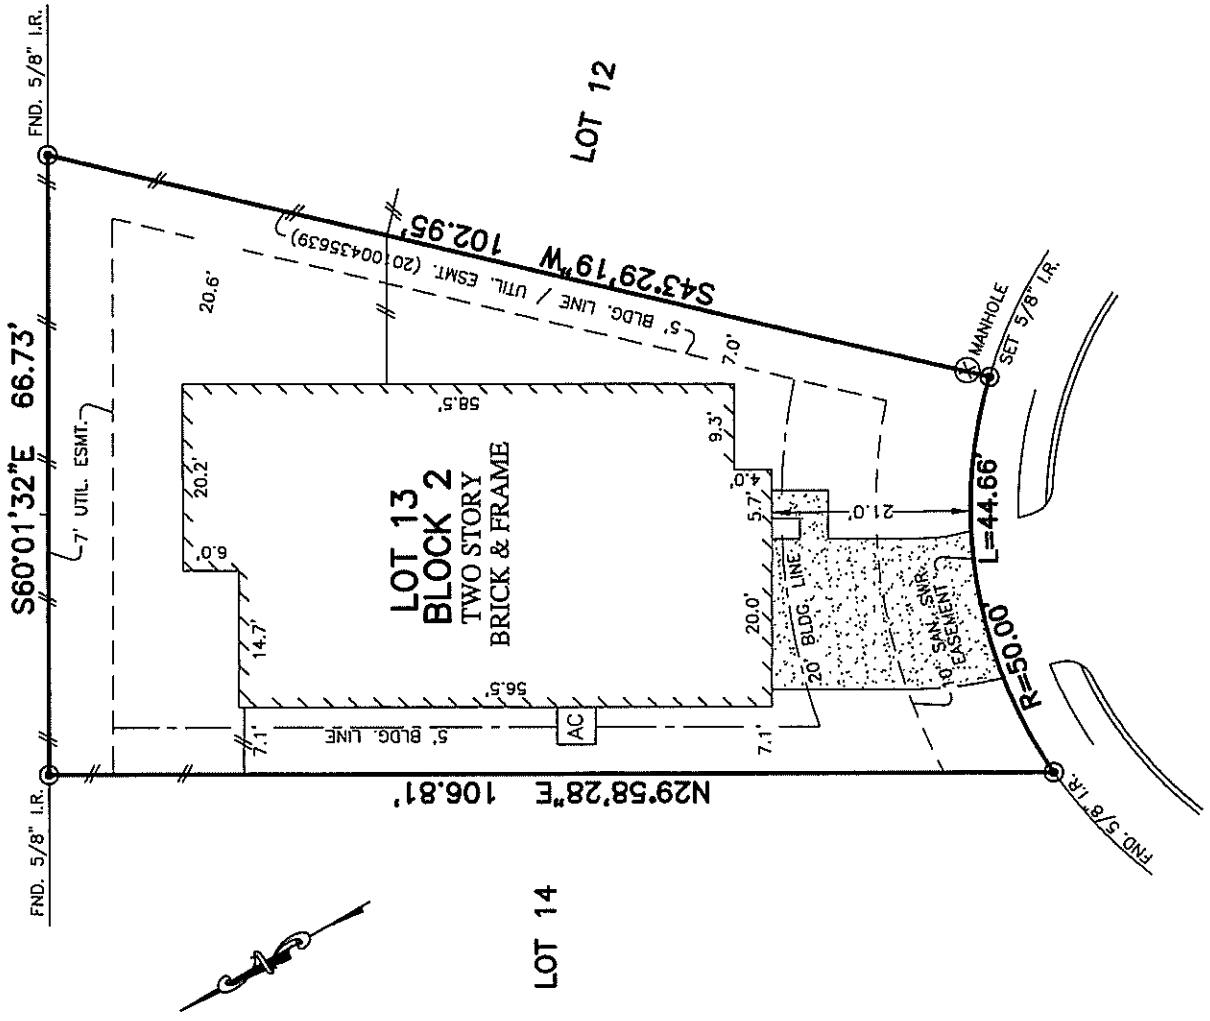 FND. 5/8" I.R.
S60°01'32"E 66.73'
FND. 5/8" I.R.
7' UTIL. ESMT.
20.6'
LOT 12
5' BLDG. LINE / UTIL. ESMT. (20100435639)
S43°29'19"W 102.95'
20.2'
6.0'
14.7'
58.5'
LOT 13
BLOCK 2
TWO STORY
BRICK & FRAME
56.5'
7.0'
9.3'
4.0'
5.7'
20.0'
7.1'
5' BLDG. LINE
AC
7.1'
20' BLDG. LINE
21.0'
MANHOLE
SET 5/8" I.R.
L=44.66'
10' SAN. SWR.
EASEMENT
R=50.00'
N29°58'28"E 106.81'
FND. 5/8" I.R.
LOT 14